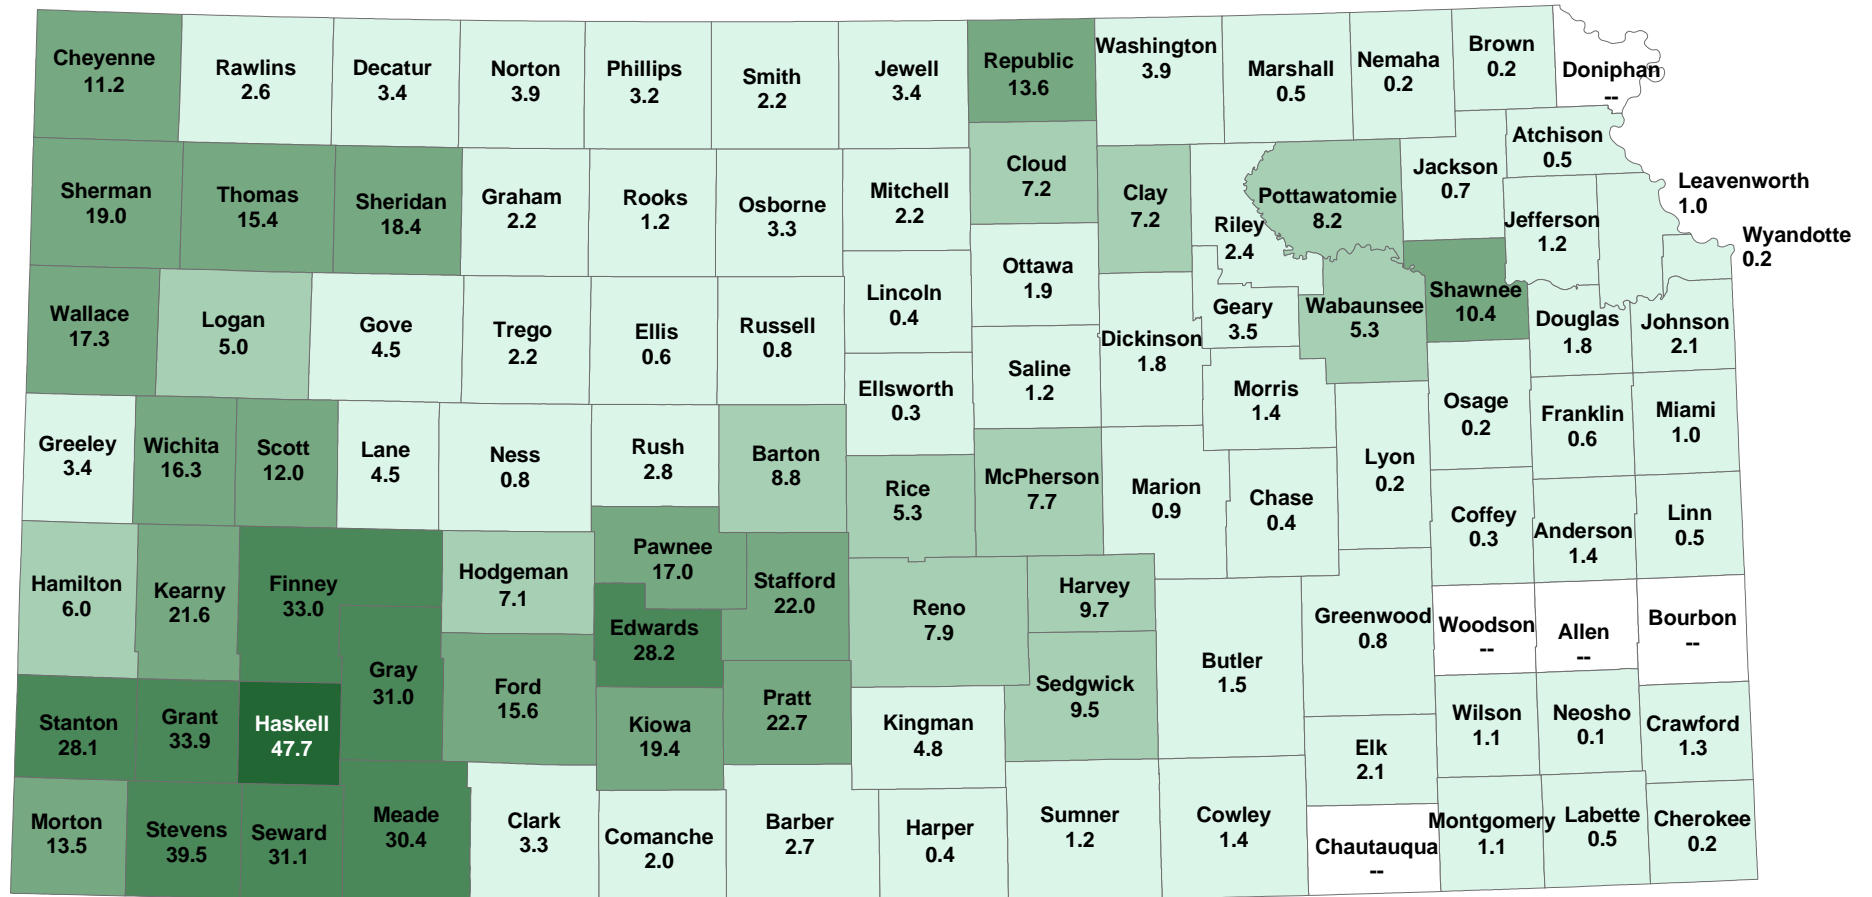 Cheyenne
11.2
Rawlins
2.6
Decatur
3.4
Norton
3.9
Phillips
3.2
Smith
2.2
Jewell
3.4
Republic
13.6
Washington
3.9
Marshall
0.5
Nemaha
0.2
Brown
0.2
Doniphan
--
Sherman
19.0
Thomas
15.4
Sheridan
18.4
Graham
2.2
Rooks
1.2
Osborne
3.3
Mitchell
2.2
Cloud
7.2
Clay
7.2
Riley
2.4
Pottawatomie
8.2
Jackson
0.7
Atchison
0.5
Jefferson
1.2
Leavenworth
1.0
Wyandotte
0.2
Wallace
17.3
Logan
5.0
Gove
4.5
Trego
2.2
Ellis
0.6
Russell
0.8
Lincoln
0.4
Ottawa
1.9
Dickinson
1.8
Geary
3.5
Wabaunsee
5.3
Shawnee
10.4
Douglas
1.8
Johnson
2.1
Ellsworth
0.3
Saline
1.2
Morris
1.4
Osage
0.2
Franklin
0.6
Miami
1.0
Greeley
3.4
Wichita
16.3
Scott
12.0
Lane
4.5
Ness
0.8
Rush
2.8
Barton
8.8
Rice
5.3
McPherson
7.7
Marion
0.9
Chase
0.4
Lyon
0.2
Coffey
0.3
Anderson
1.4
Linn
0.5
Hamilton
6.0
Kearny
21.6
Finney
33.0
Hodgeman
7.1
Pawnee
17.0
Stafford
22.0
Edwards
28.2
Reno
7.9
Harvey
9.7
Greenwood
0.8
Woodson
--
Allen
--
Bourbon
--
Gray
31.0
Ford
15.6
Kiowa
19.4
Pratt
22.7
Kingman
4.8
Sedgwick
9.5
Butler
1.5
Elk
2.1
Wilson
1.1
Neosho
0.1
Crawford
1.3
Stanton
28.1
Grant
33.9
Haskell
47.7
Morton
13.5
Stevens
39.5
Seward
31.1
Meade
30.4
Clark
3.3
Comanche
2.0
Barber
2.7
Harper
0.4
Sumner
1.2
Cowley
1.4
Chautauqua
--
Montgomery
1.1
Labette
0.5
Cherokee
0.2